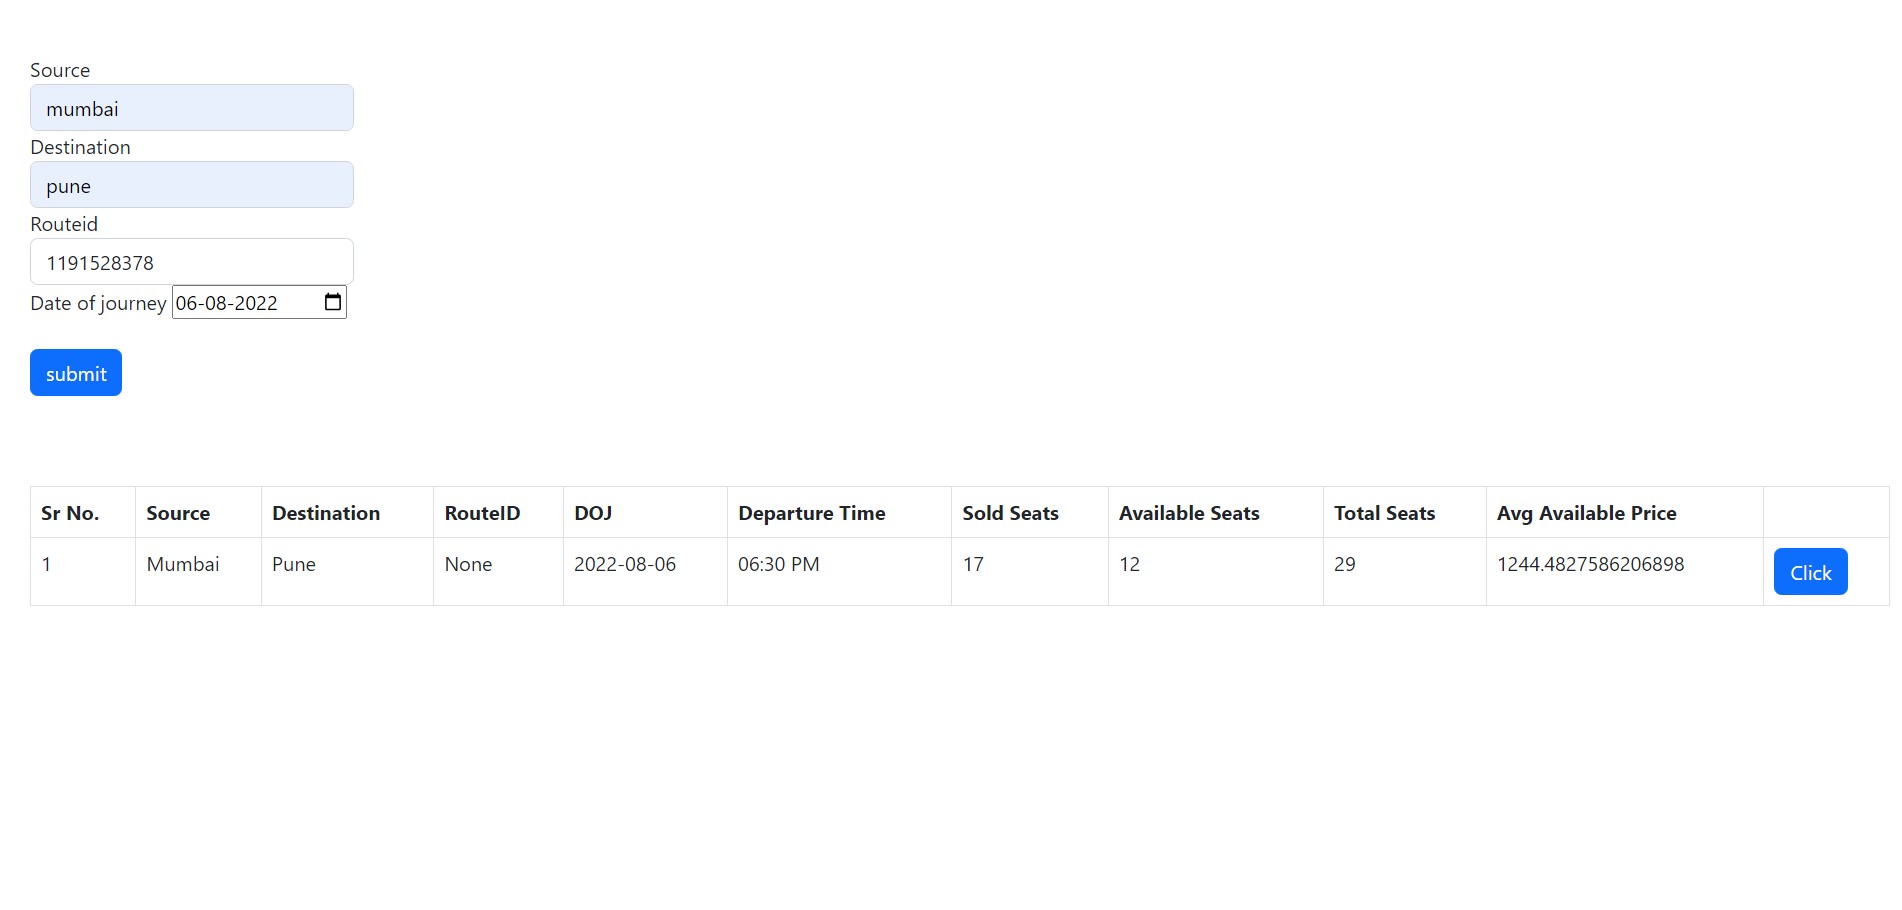 Source
mumbai
Destination
pune
Routeid
1191528378
Date of journey 06-08-2022
submit
Sr No. Source Destination RouteID DOJ Departure Time Sold Seats Available Seats Total Seats Avg Available Price
1 Mumbai Pune None 2022-08-06 06:30 PM 17 12 29 1244.4827586206898 Click